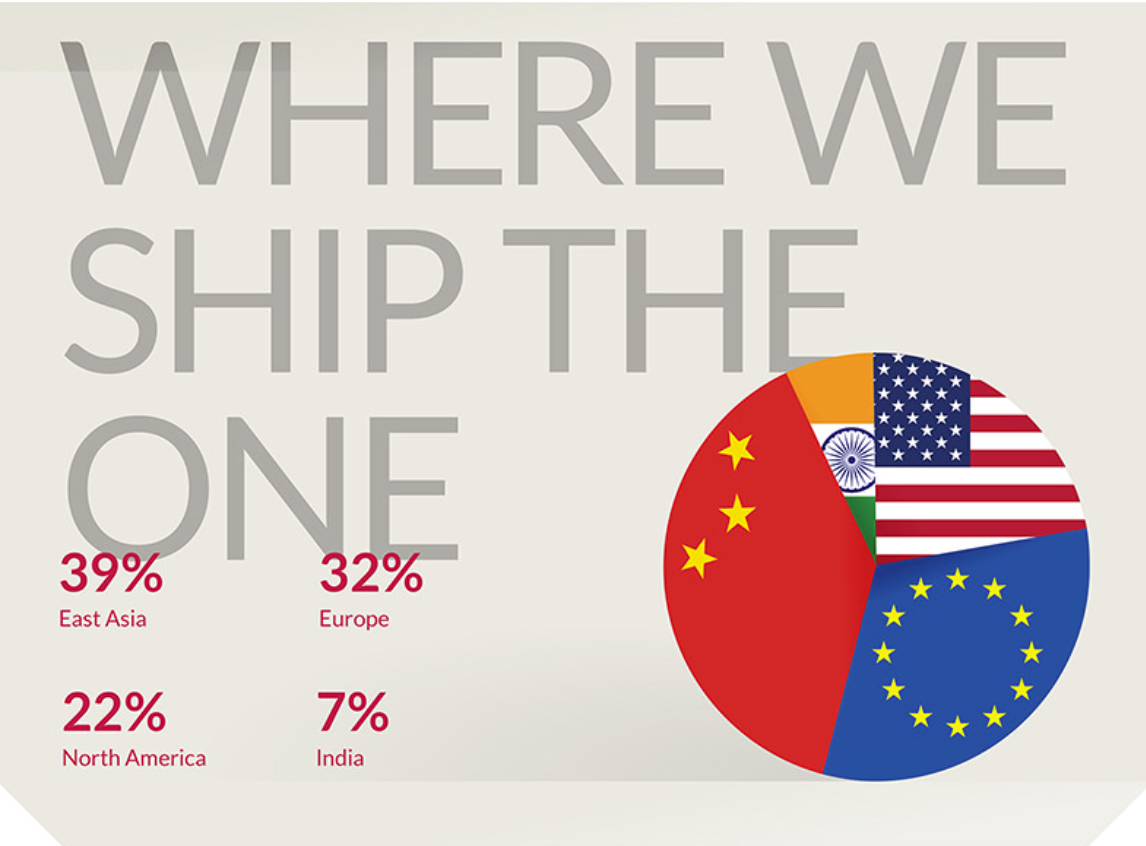 WHERE WE
SHIP THE
ONE
39%
East Asia
32%
Europe
22%
North America
7%
India